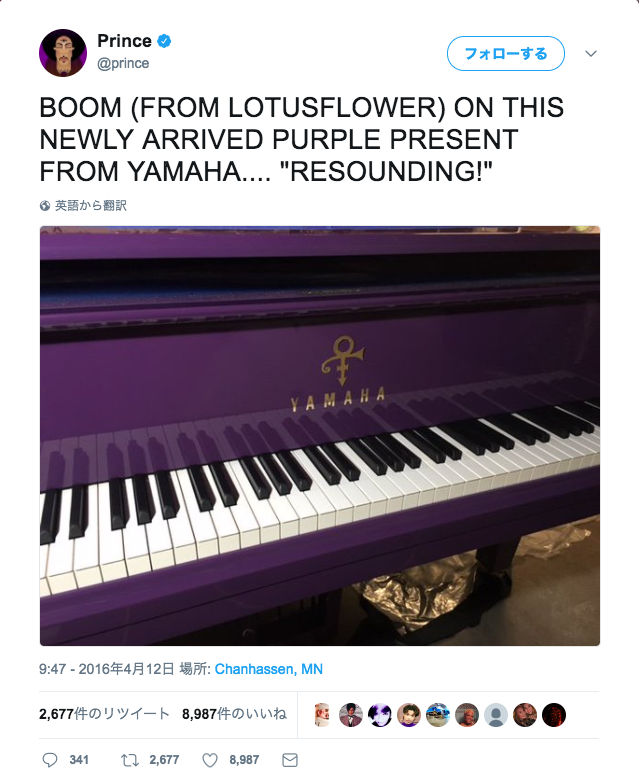 Prince
@prince
フォローする
BOOM (FROM LOTUSFLOWER) ON THIS
NEWLY ARRIVED PURPLE PRESENT
FROM YAMAHA.... "RESOUNDING!"
英語から翻訳
YAMAHA
9:47 - 2016年4月12日 場所: Chanhassen, MN
2,677件のリツイート 8,987件のいいね
341 2,677 8,987